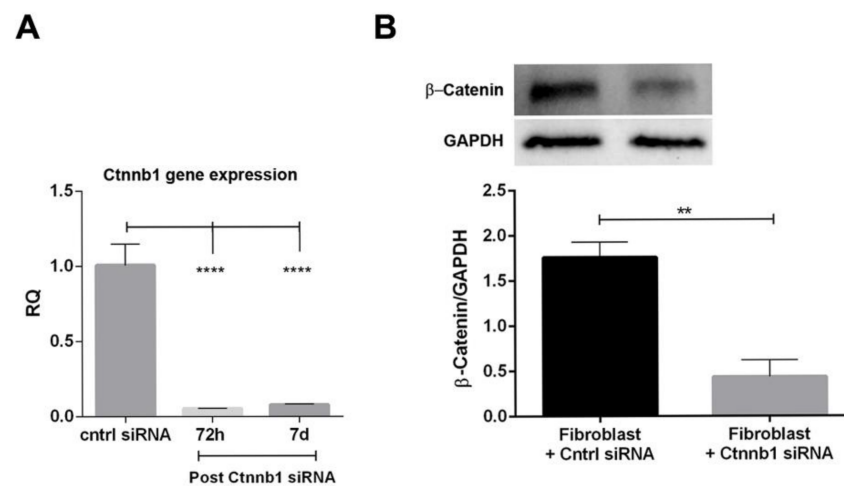 A
Ctnnb1 gene expression
RQ
1.5
1.0
0.5
0.0
**** ****
cntrl siRNA 72h 7d
Post Ctnnb1 siRNA
B
β–Catenin
GAPDH
β-Catenin/GAPDH
2.5
2.0
1.5
1.0
0.5
0.0
**
Fibroblast Fibroblast
+ Cntrl siRNA + Ctnnb1 siRNA